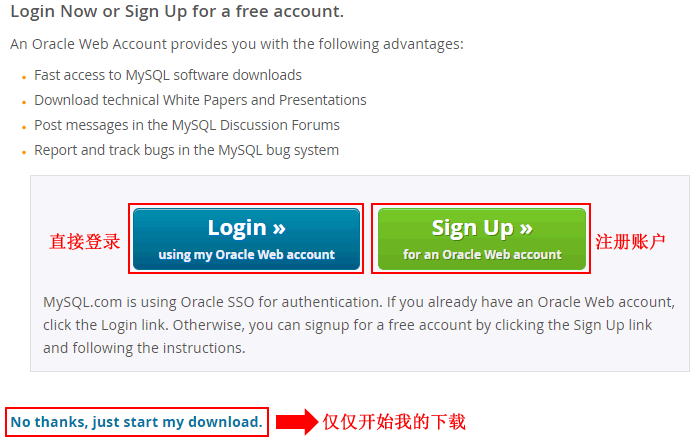 Login Now or Sign Up for a free account.
An Oracle Web Account provides you with the following advantages:
Fast access to MySQL software downloads
Download technical White Papers and Presentations
Post messages in the MySQL Discussion Forums
Report and track bugs in the MySQL bug system
直接登录
Login »
using my Oracle Web account
Sign Up »
for an Oracle Web account
注册账户
MySQL.com is using Oracle SSO for authentication. If you already have an Oracle Web account,
click the Login link. Otherwise, you can signup for a free account by clicking the Sign Up link
and following the instructions.
No thanks, just start my download.
仅仅开始我的下载